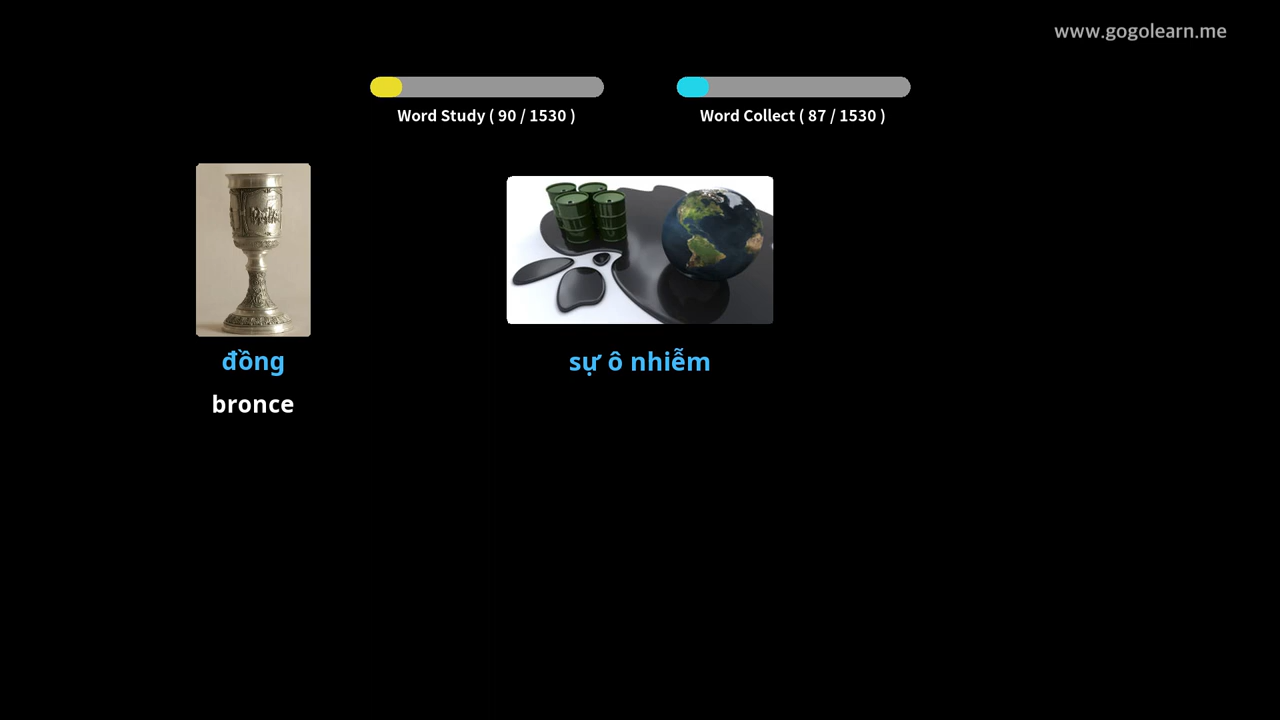 www.gogolearn.me
Word Study ( 90 / 1530 )
Word Collect ( 87 / 1530 )
đồng
bronce
sự ô nhiễm